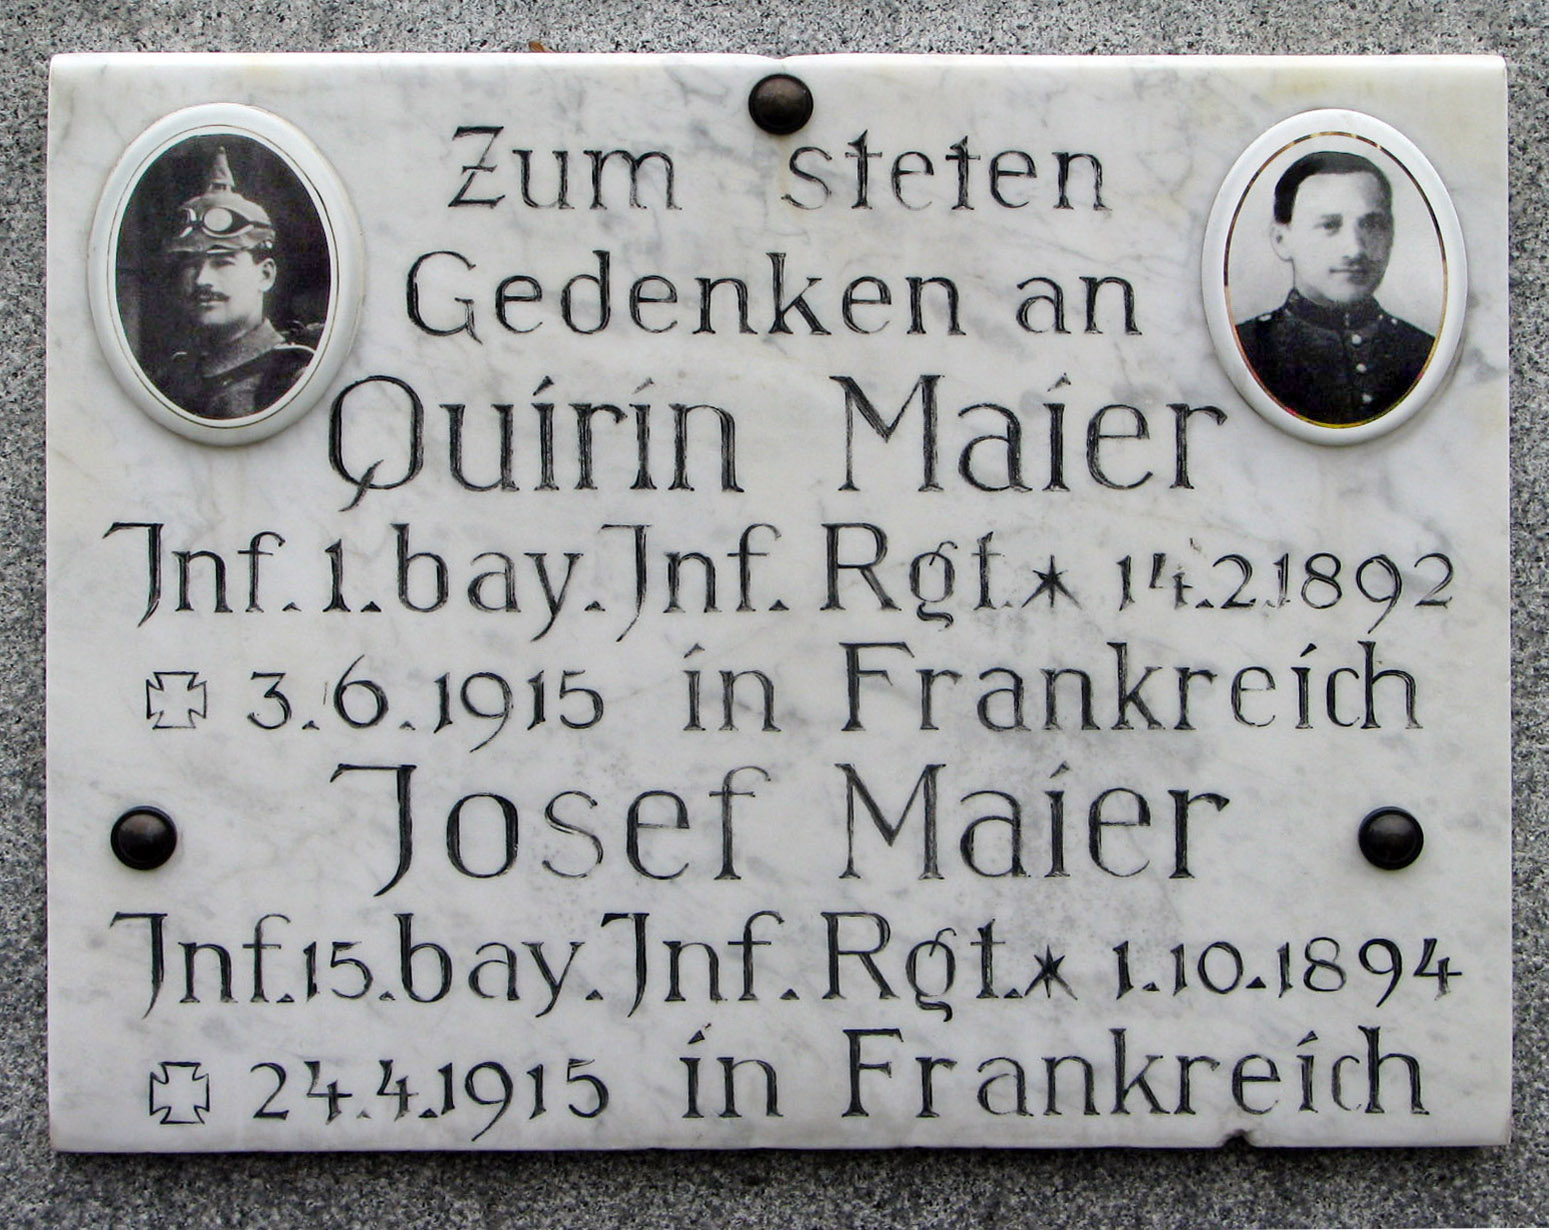 Zum steten
Gedenken an
Quirin Maier
Jnf. 1. bay. Jnf. Rgt. * 14.2.1892
✠ 3.6.1915 in Frankreich
Josef Maier
Jnf. 15. bay. Jnf. Rgt. * 1.10.1894
✠ 24.4.1915 in Frankreich